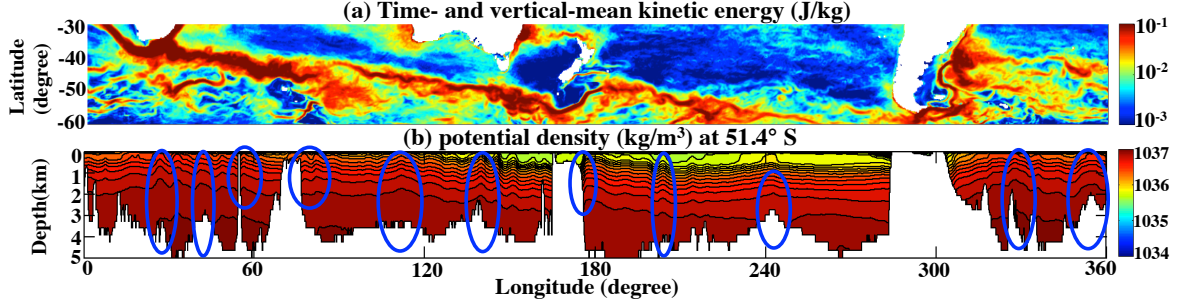 (a) Time- and vertical-mean kinetic energy (J/kg)
Latitude
(degree)
-30
-40
-50
-60
10⁻¹
10⁻²
10⁻³
(b) potential density (kg/m³) at 51.4° S
Depth(km)
0
1
2
3
4
5
1037
1036
1035
1034
0 60 120 180 240 300 360
Longitude (degree)